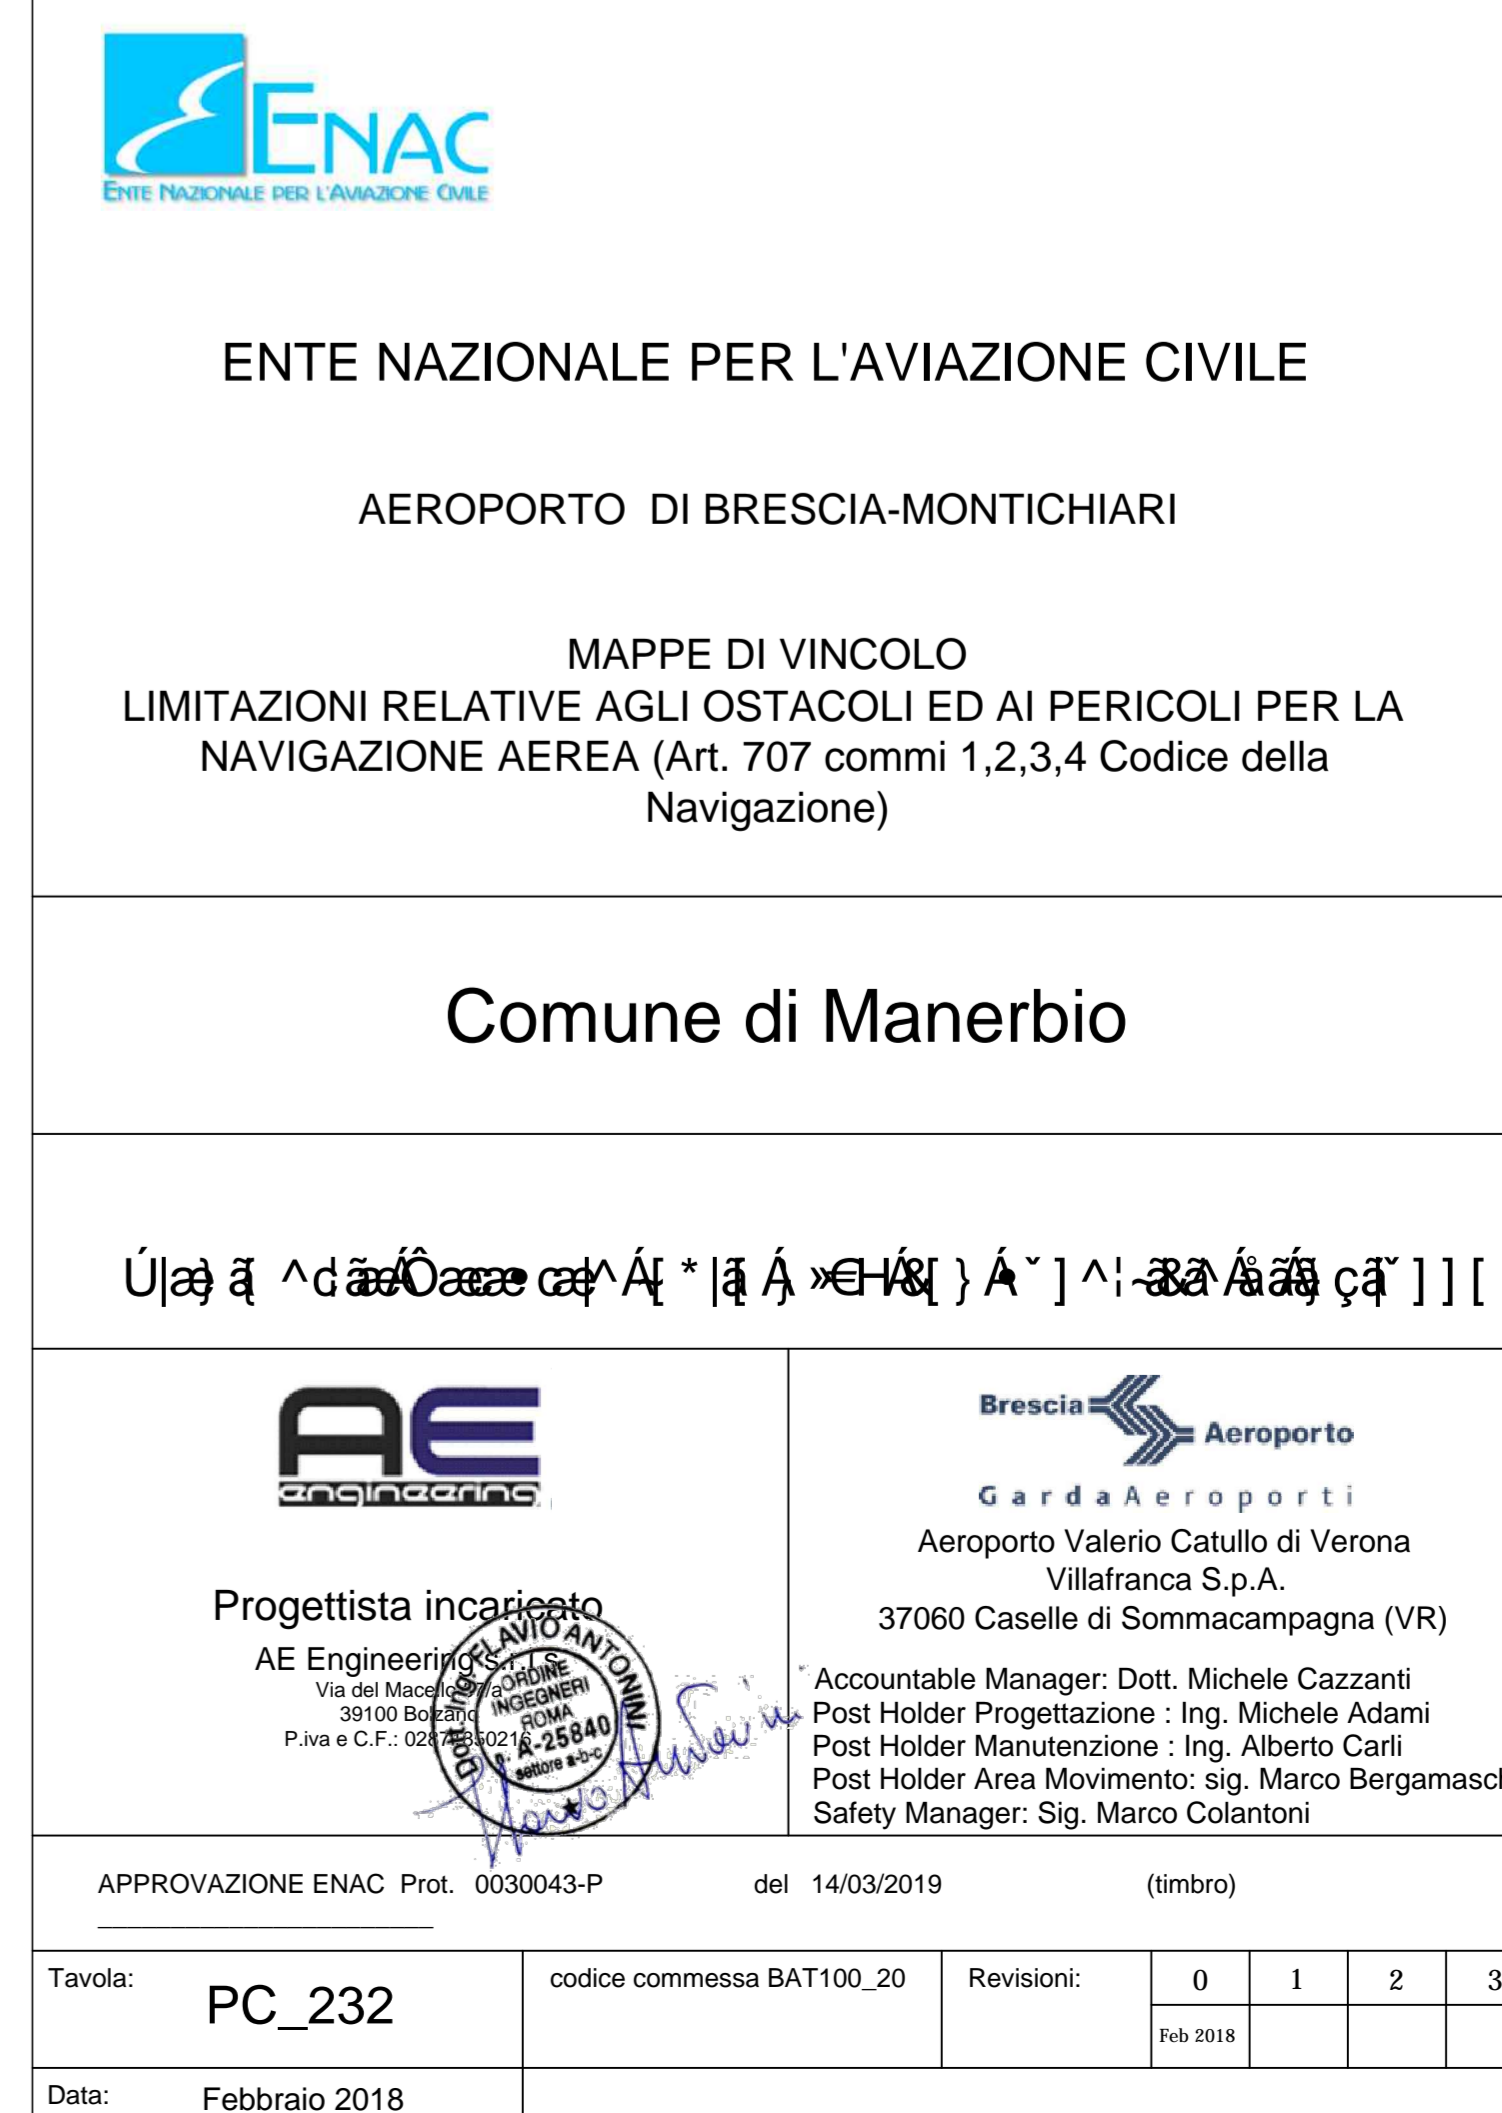 ENAC
ENTE NAZIONALE PER L'AVIAZIONE CIVILE
ENTE NAZIONALE PER L'AVIAZIONE CIVILE
AEROPORTO DI BRESCIA-MONTICHIARI
MAPPE DI VINCOLO
LIMITAZIONI RELATIVE AGLI OSTACOLI ED AI PERICOLI PER LA
NAVIGAZIONE AEREA (Art. 707 commi 1,2,3,4 Codice della
Navigazione)
Comune di Manerbio
AE
engineering
Progettista incaricato
AE Engineering s.r.l.s
Via del Macello
39100 Bolzano
P.iva e C.F.:
Dott. Ing. FLAVIO ANTONINI
ORDINE
INGEGNERI
ROMA
A-25840
settore a-b-c
Brescia
Aeroporto
GardaAeroporti
Aeroporto Valerio Catullo di Verona
Villafranca S.p.A.
37060 Caselle di Sommacampagna (VR)
Accountable Manager: Dott. Michele Cazzanti
Post Holder Progettazione : Ing. Michele Adami
Post Holder Manutenzione : Ing. Alberto Carli
Post Holder Area Movimento: sig. Marco
Safety Manager: Sig. Marco Colantoni
APPROVAZIONE ENAC Prot. 0030043-P del 14/03/2019 (timbro)
Tavola: PC_232 codice commessa BAT100_20 Revisioni: 0 1 2 3
Feb 2018
Data: Febbraio 2018